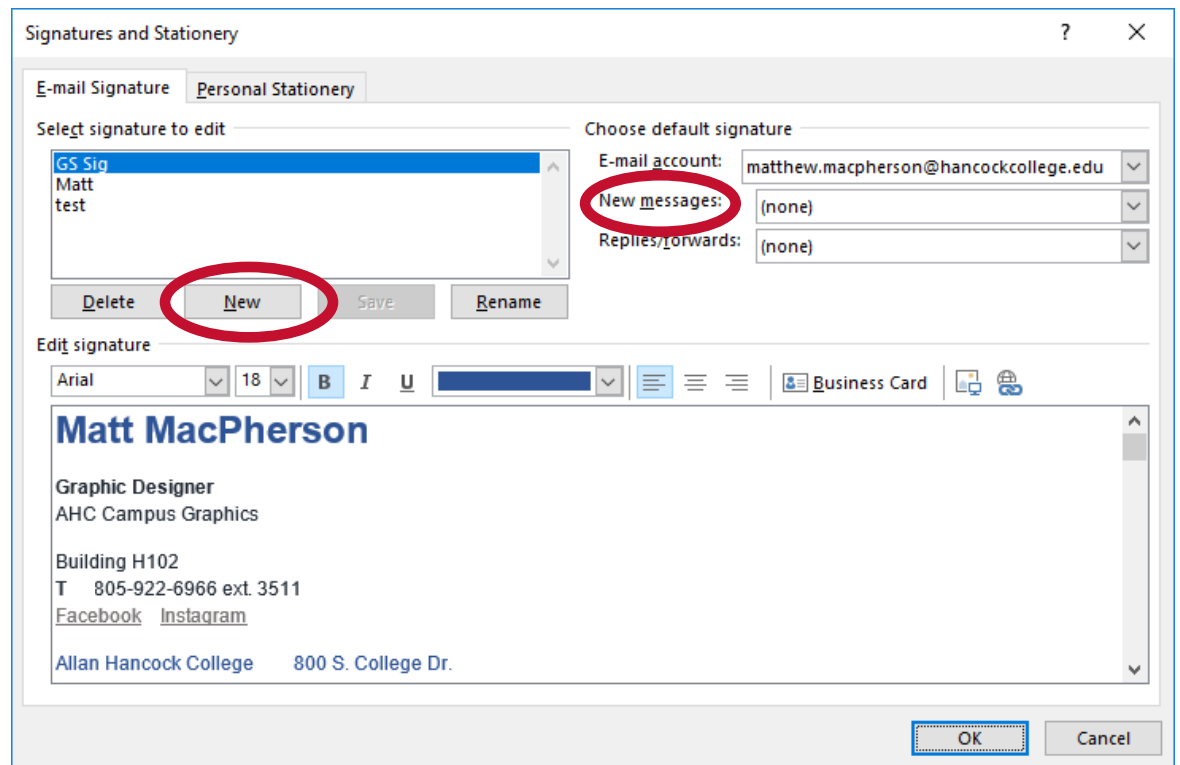 Signatures and Stationery ?
E-mail Signature Personal Stationery
Select signature to edit
GS Sig
Matt
test
Delete New Save Rename
Choose default signature
E-mail account: matthew.macpherson@hancockcollege.edu
New messages: (none)
Replies/forwards: (none)
Edit signature
Arial 18 B I U Business Card
Matt MacPherson
Graphic Designer
AHC Campus Graphics
Building H102
T 805-922-6966 ext. 3511
Facebook Instagram
Allan Hancock College 800 S. College Dr.
OK Cancel